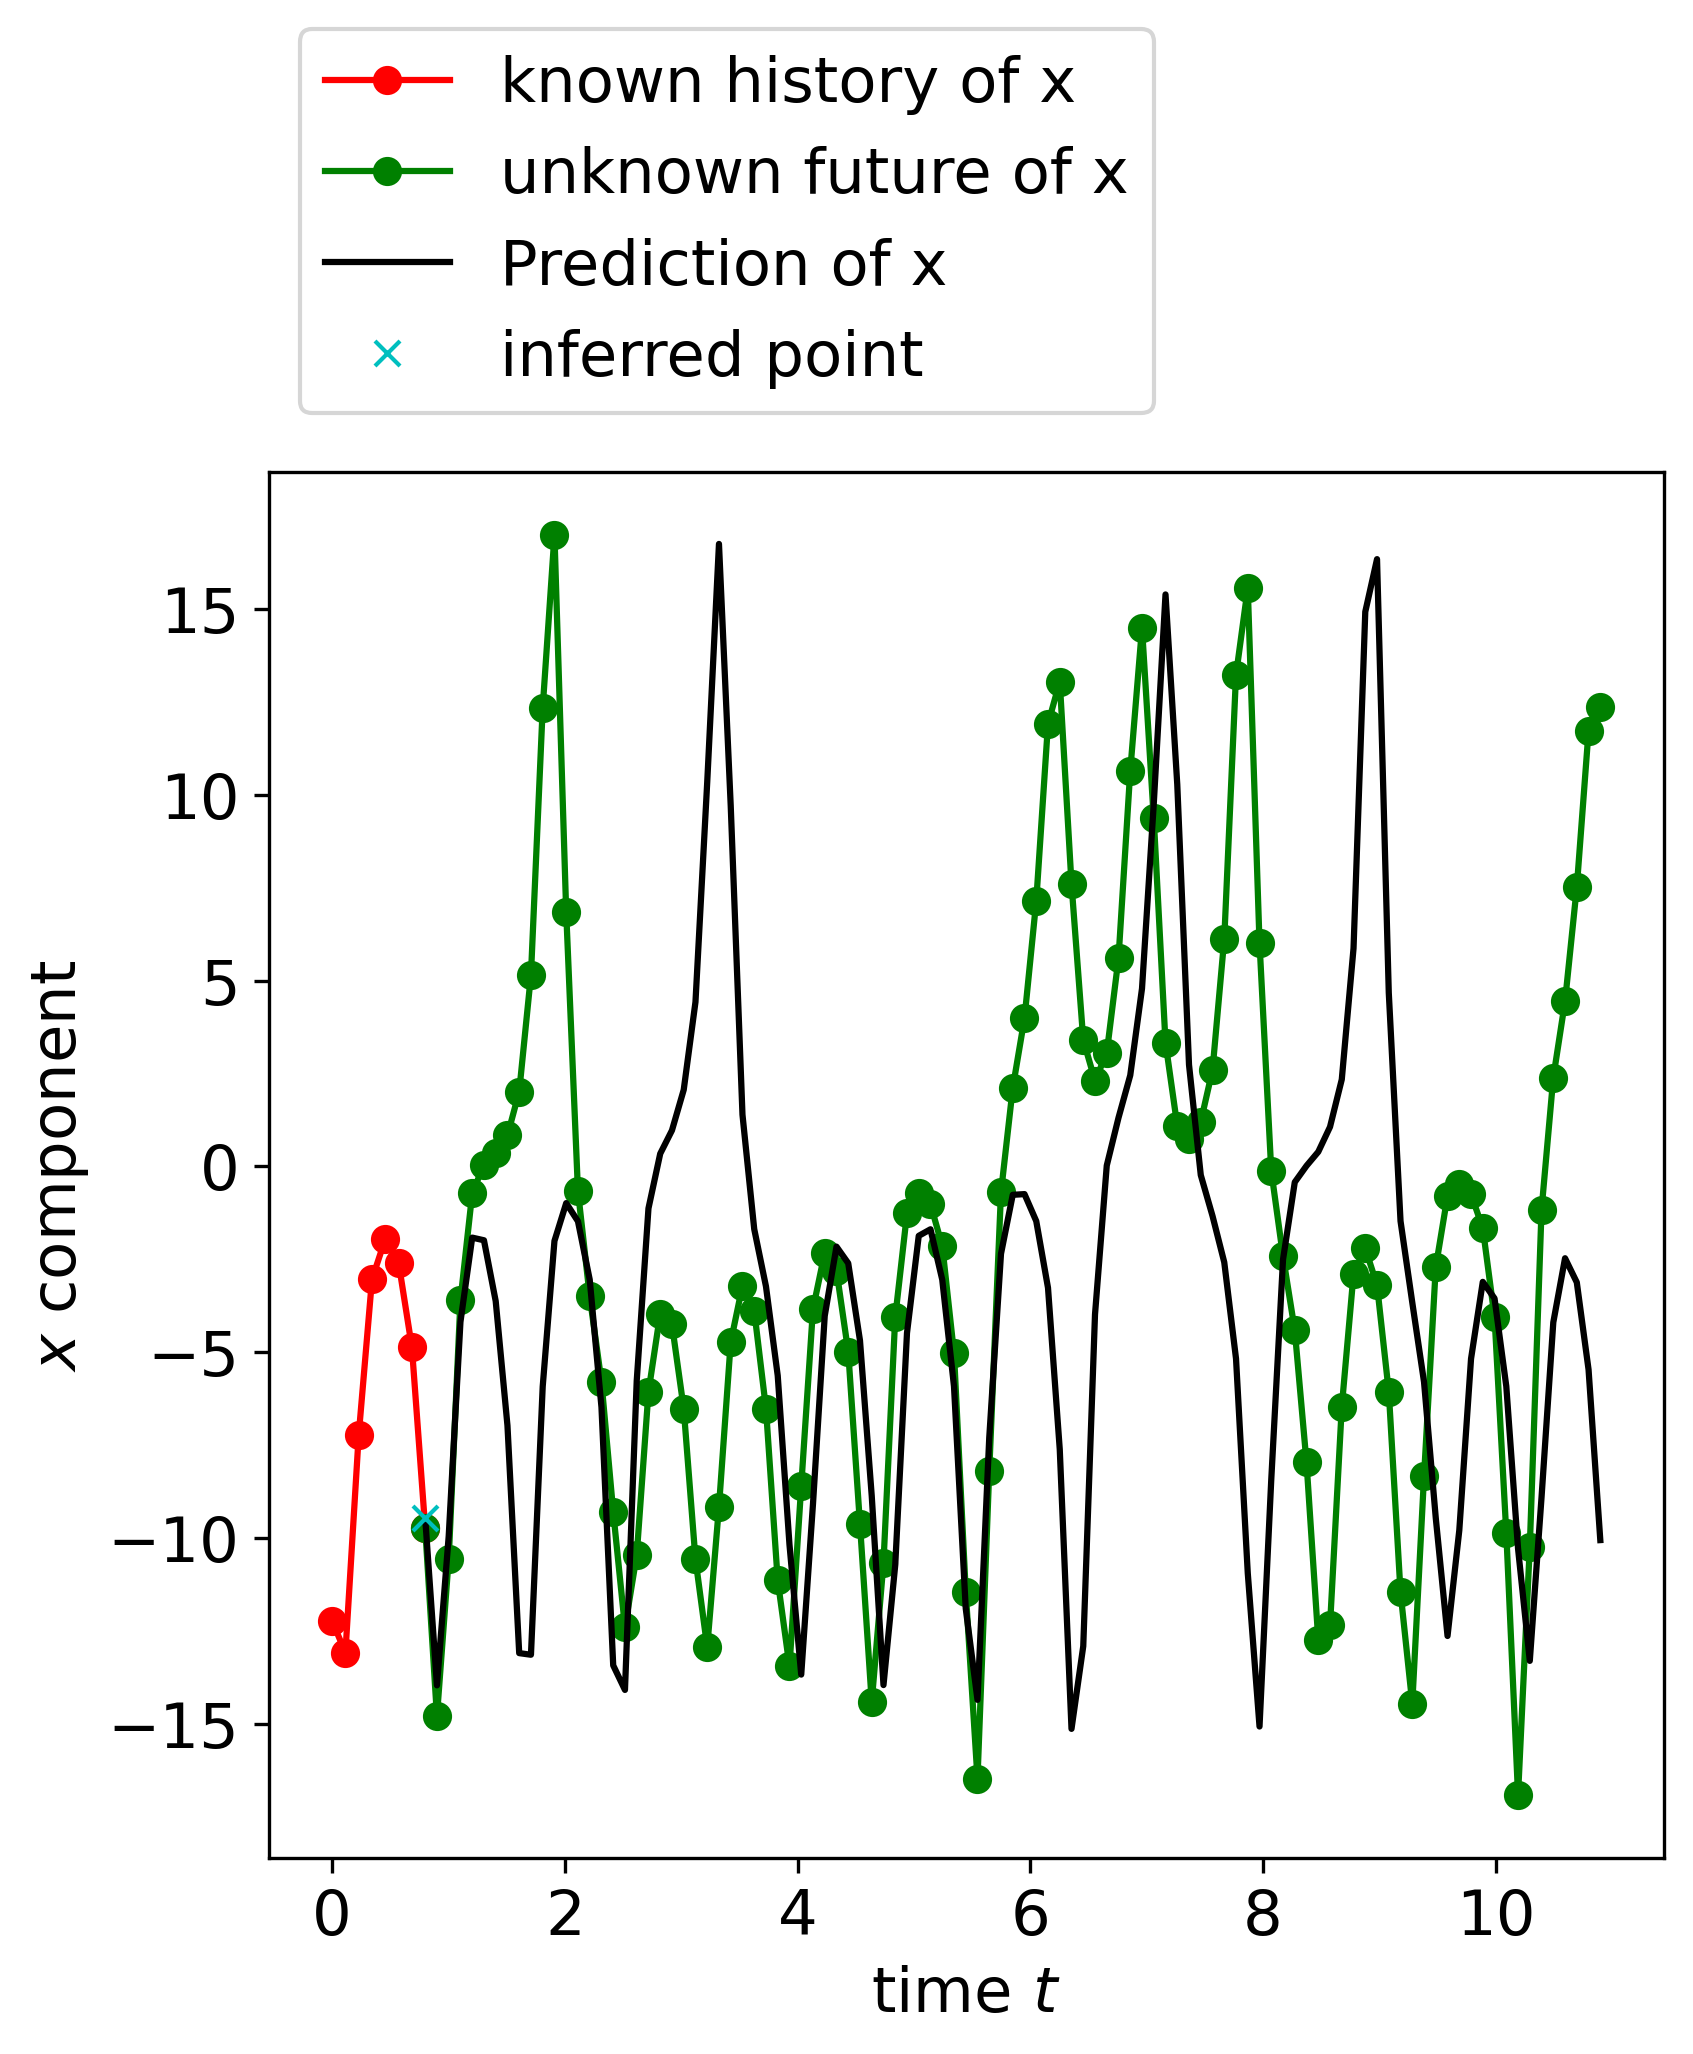 known history of x
unknown future of x
Prediction of x
inferred point
15
10
5
0
−5
−10
−15
x component
0 2 4 6 8 10
time t